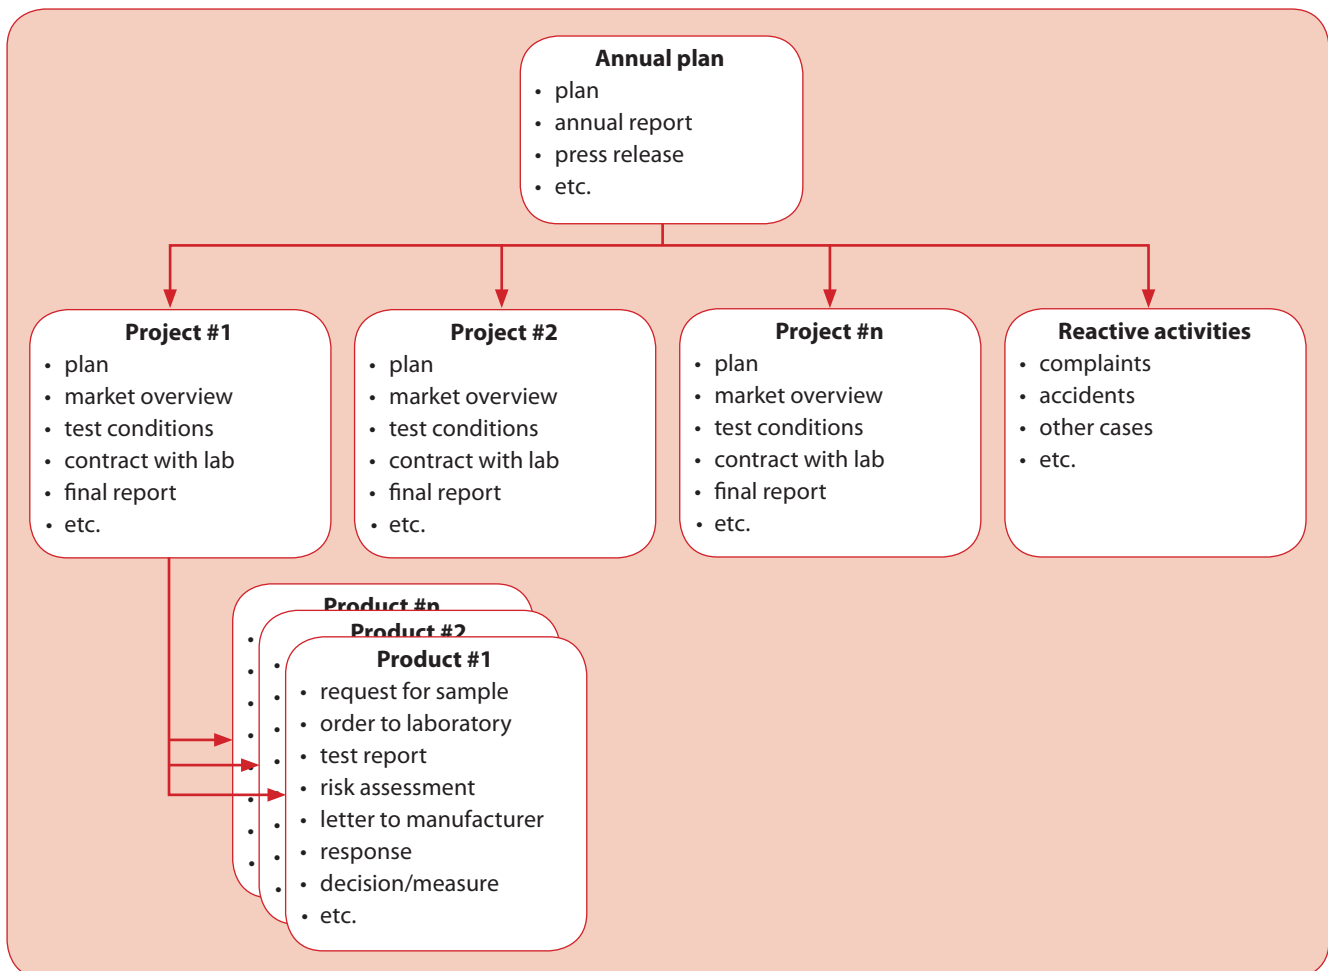 Annual plan
• plan
• annual report
• press release
• etc.
Project #1
• plan
• market overview
• test conditions
• contract with lab
• final report
• etc.
Project #2
• plan
• market overview
• test conditions
• contract with lab
• final report
• etc.
Project #n
• plan
• market overview
• test conditions
• contract with lab
• final report
• etc.
Reactive activities
• complaints
• accidents
• other cases
• etc.
Product #n
Product #2
Product #1
• request for sample
• order to laboratory
• test report
• risk assessment
• letter to manufacturer
• response
• decision/measure
• etc.